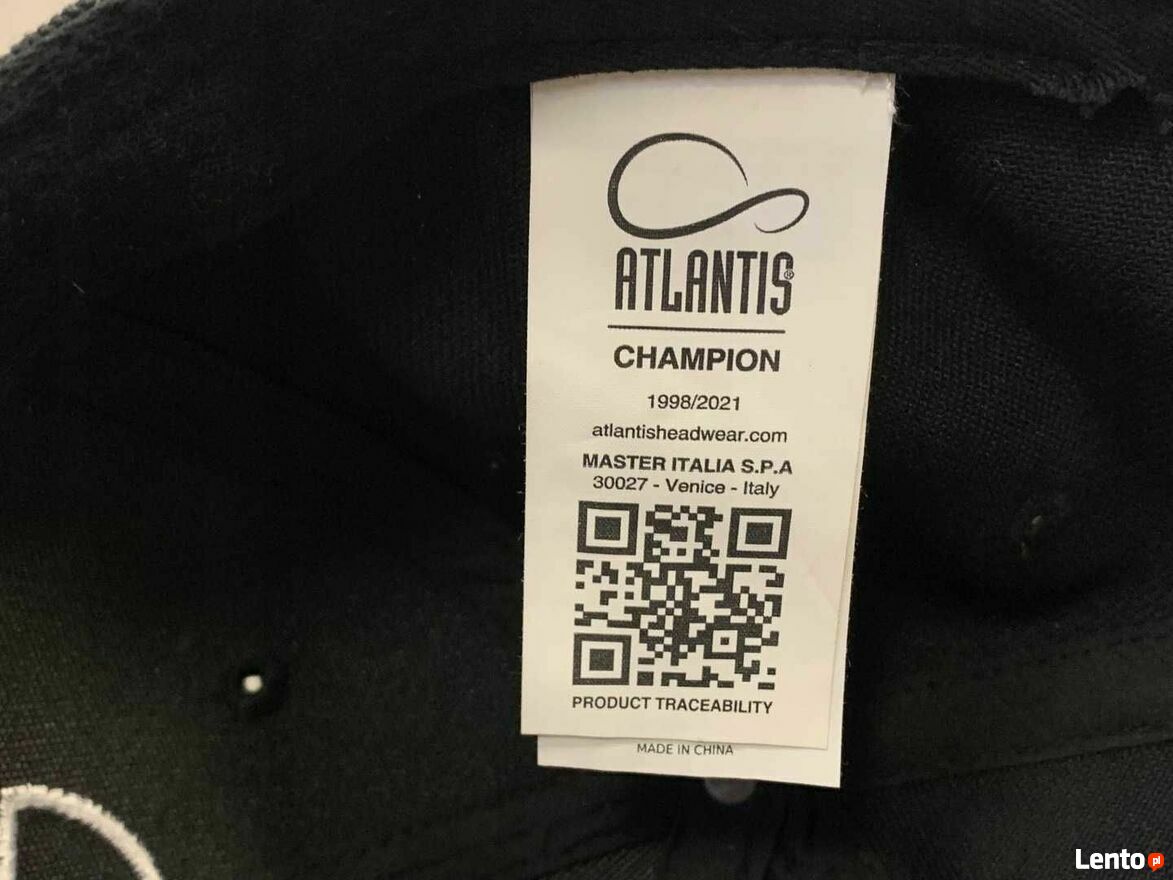 ATLANTIS®
CHAMPION
1998/2021
atlantisheadwear.com
MASTER ITALIA S.P.A
30027 - Venice - Italy
PRODUCT TRACEABILITY
MADE IN CHINA
Lento pl